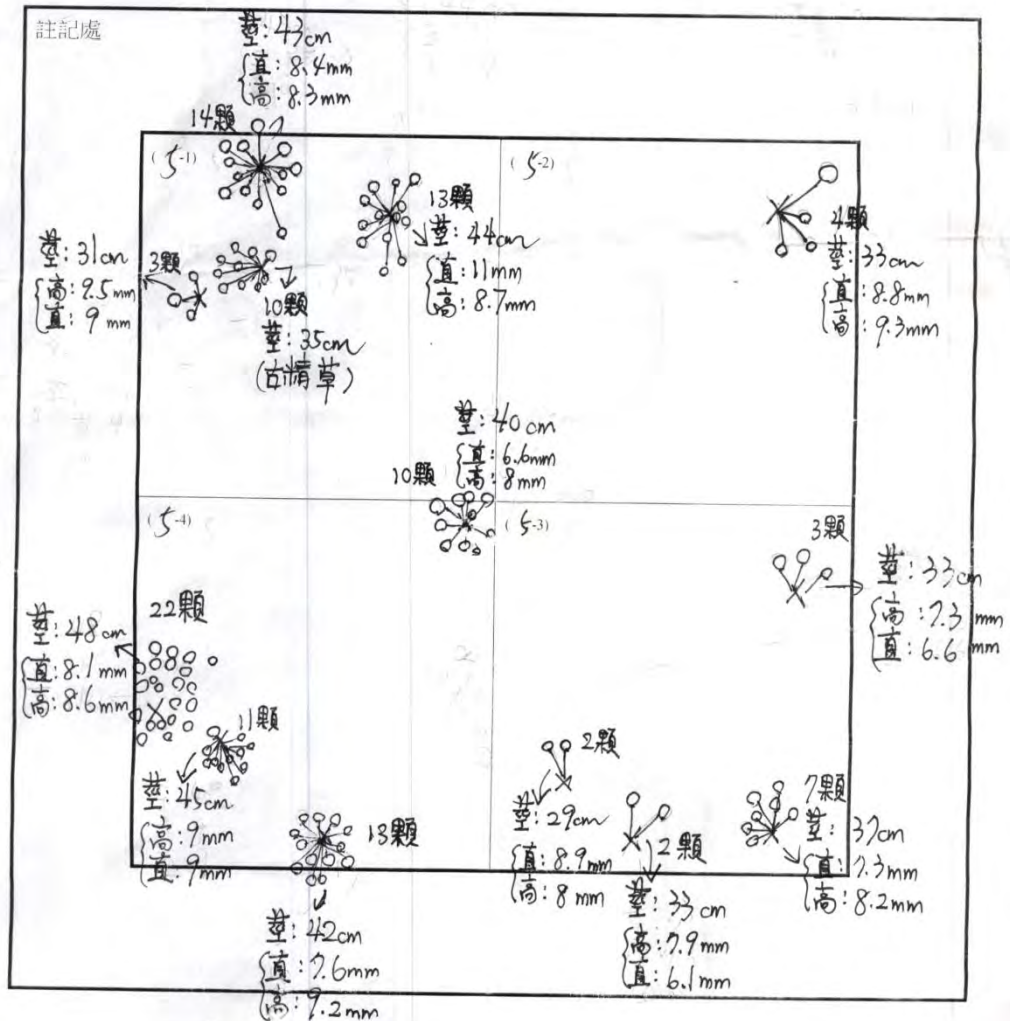 註記處
莖: 43cm
直: 8.4mm
高: 8.3mm
14顆
(5-1)
(5-2)
13顆
莖: 44cm
直: 11mm
高: 8.7mm
4顆
莖: 33cm
直: 8.8mm
高: 9.3mm
莖: 31cm
高: 9.5mm
直: 9mm
3顆
10顆
莖: 35cm
(古精草)
莖: 40cm
直: 6.6mm
高: 8mm
10顆
(5-4)
(5-3)
3顆
莖: 33cm
高: 7.3mm
直: 6.6mm
22顆
莖: 48cm
直: 8.1mm
高: 8.6mm
11顆
莖: 45cm
高: 9mm
直: 9mm
13顆
莖: 42cm
直: 7.6mm
高: 9.2mm
2顆
莖: 29cm
直: 8.9mm
高: 8mm
2顆
莖: 33cm
高: 7.9mm
直: 6.1mm
7顆
莖: 37cm
直: 7.3mm
高: 8.2mm